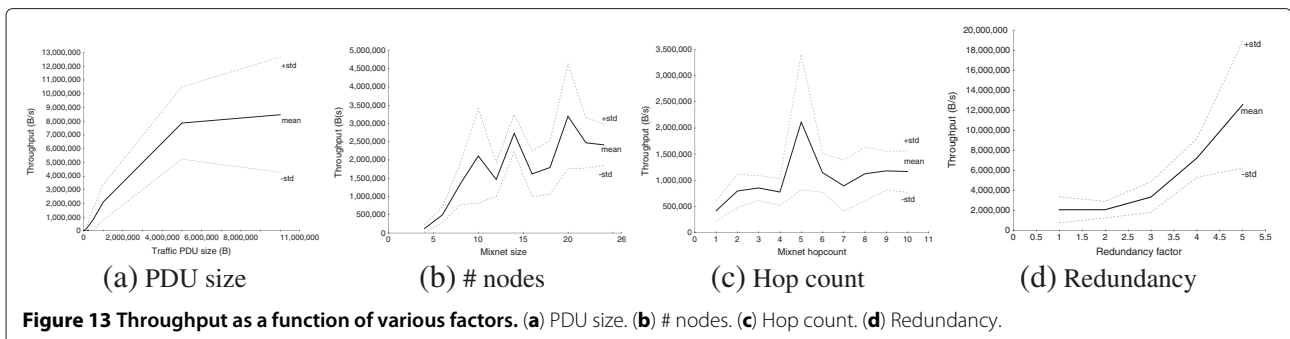 13,000,000
12,000,000
11,000,000
10,000,000
9,000,000
8,000,000
7,000,000
6,000,000
5,000,000
4,000,000
3,000,000
2,000,000
1,000,000
0
Throughput (B/s)
+std
mean
-std
0 2,000,000 4,000,000 6,000,000 8,000,000 11,000,000
Traffic PDU size (B)
(a) PDU size
5,000,000
4,500,000
4,000,000
3,500,000
3,000,000
2,500,000
2,000,000
1,500,000
1,000,000
500,000
0
Throughput (B(s)
+std
mean
-std
0 5 10 15 20 26
Mixnet size
(b) # nodes
3,500,000
3,000,000
2,500,000
2,000,000
1,500,000
1,000,000
500,000
0
Throughput (B/s)
+std
mean
-std
0 1 2 3 4 5 6 7 8 9 10 11
Mixnet hopcount
(c) Hop count
20,000,000
18,000,000
16,000,000
14,000,000
12,000,000
10,000,000
8,000,000
6,000,000
4,000,000
2,000,000
0
Throughput (B/s)
+std
mean
-std
0 0.5 1 1.5 2 2.5 3 3.5 4 4.5 5 5.5
Redundancy factor
(d) Redundancy
Figure 13 Throughput as a function of various factors. (a) PDU size. (b) # nodes. (c) Hop count. (d) Redundancy.